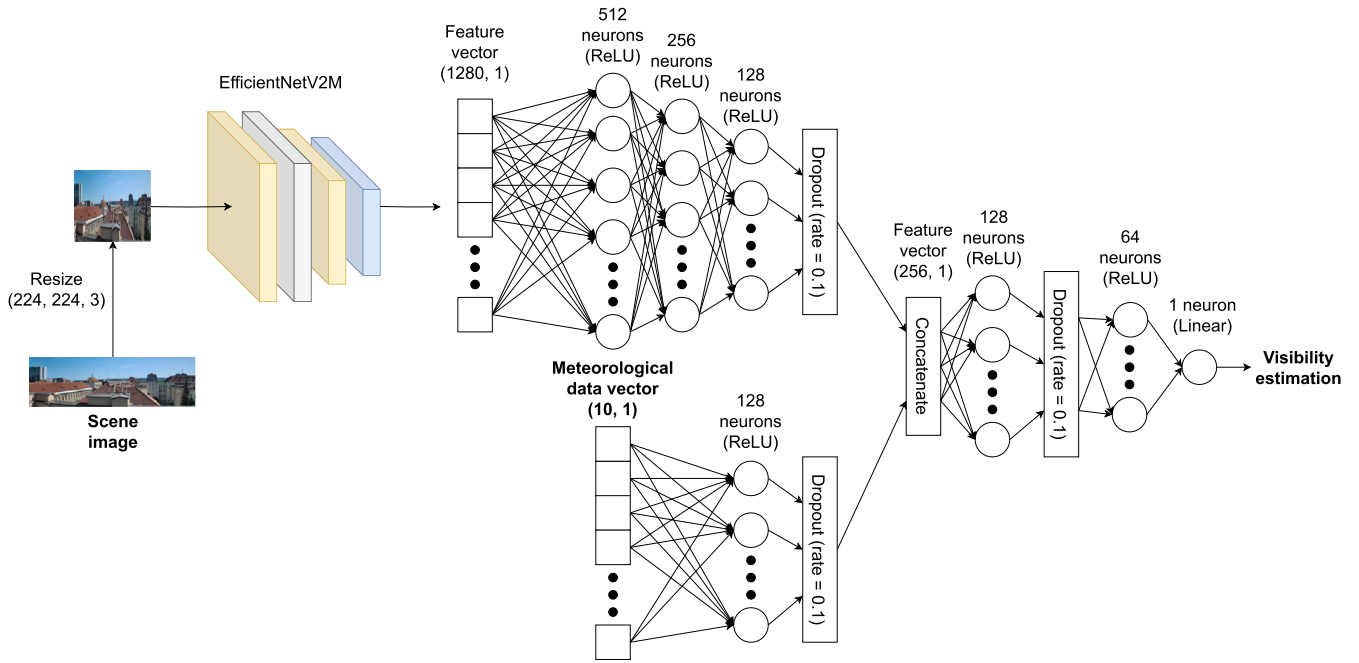 EfficientNetV2M
Feature
vector
(1280, 1)
512
neurons
(ReLU)
256
neurons
(ReLU)
128
neurons
(ReLU)
Dropout (rate = 0.1)
Resize
(224, 224, 3)
Scene
image
Meteorological
data vector
(10, 1)
128
neurons
(ReLU)
Dropout (rate = 0.1)
Feature
vector
(256, 1)
Concatenate
128
neurons
(ReLU)
Dropout (rate = 0.1)
64
neurons
(ReLU)
1 neuron
(Linear)
Visibility
estimation